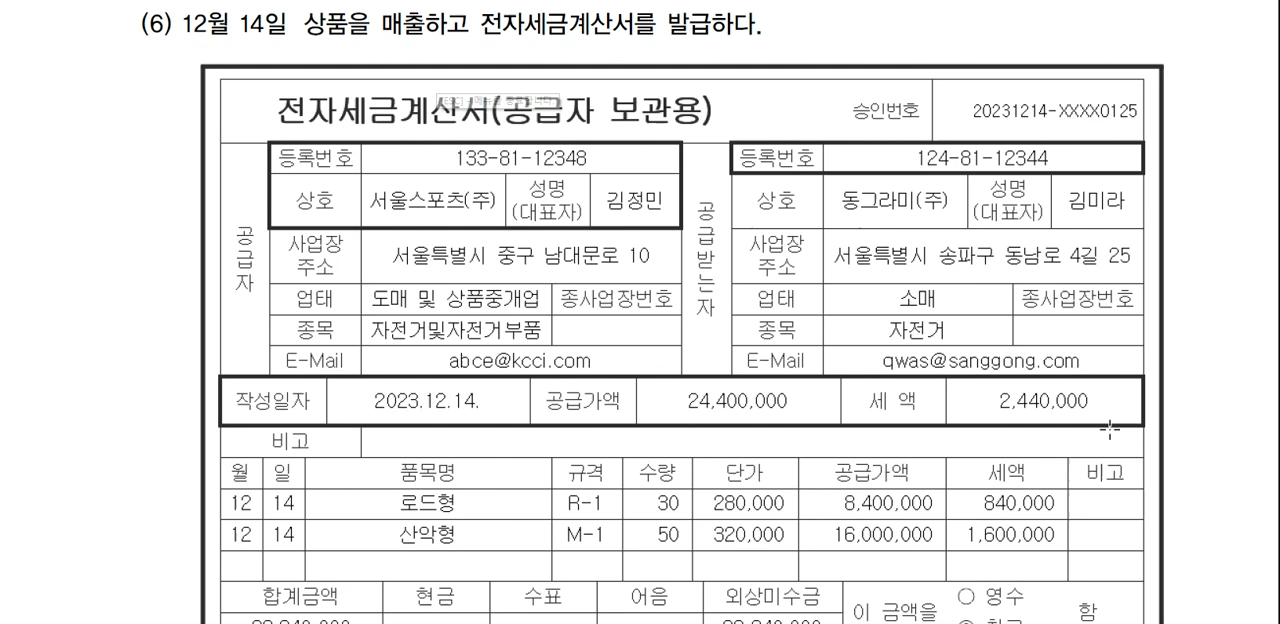 (6) 12월 14일 상품을 매출하고 전자세금계산서를 발급하다.
전자세금계산서(공급자 보관용) 승인번호 20231214-XXXX0125
공급자 등록번호 133-81-12348 공급받는자 등록번호 124-81-12344
상호 서울스포츠(주) 성명(대표자) 김정민 상호 동그라미(주) 성명(대표자) 김미라
사업장주소 서울특별시 중구 남대문로 10 사업장주소 서울특별시 송파구 동남로 4길 25
업태 도매 및 상품중개업 종사업장번호 업태 소매 종사업장번호
종목 자전거및자전거부품 종목 자전거
E-Mail abce@kcci.com E-Mail qwas@sanggong.com
작성일자 2023.12.14. 공급가액 24,400,000 세 액 2,440,000
비고
월 일 품목명 규격 수량 단가 공급가액 세액 비고
12 14 로드형 R-1 30 280,000 8,400,000 840,000
12 14 산악형 M-1 50 320,000 16,000,000 1,600,000
합계금액 현금 수표 어음 외상미수금 이 금액을 ○ 영수 함